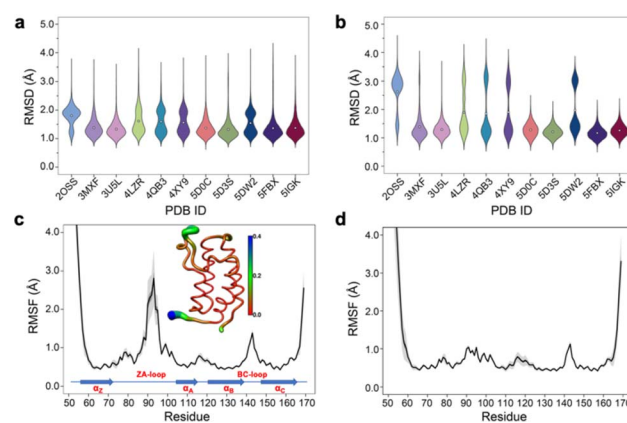 a
5.0
4.0
3.0
2.0
1.0
0.0
RMSD (Å)
2OSS 3MXF 3U5L 4LZR 4QB3 4XY9 5D0C 5D3S 5DW2 5FBX 5IGK
PDB ID
b
5.0
4.0
3.0
2.0
1.0
0.0
RMSD (Å)
2OSS 3MXF 3U5L 4LZR 4QB3 4XY9 5D0C 5D3S 5DW2 5FBX 5IGK
PDB ID
c
4.0
3.0
2.0
1.0
0.0
RMSF (Å)
0.4
0.2
0.0
ZA-loop BC-loop
αZ αA αB αC
50 60 70 80 90 100 110 120 130 140 150 160 170
Residue
d
4.0
3.0
2.0
1.0
0.0
RMSF (Å)
50 60 70 80 90 100 110 120 130 140 150 160 170
Residue